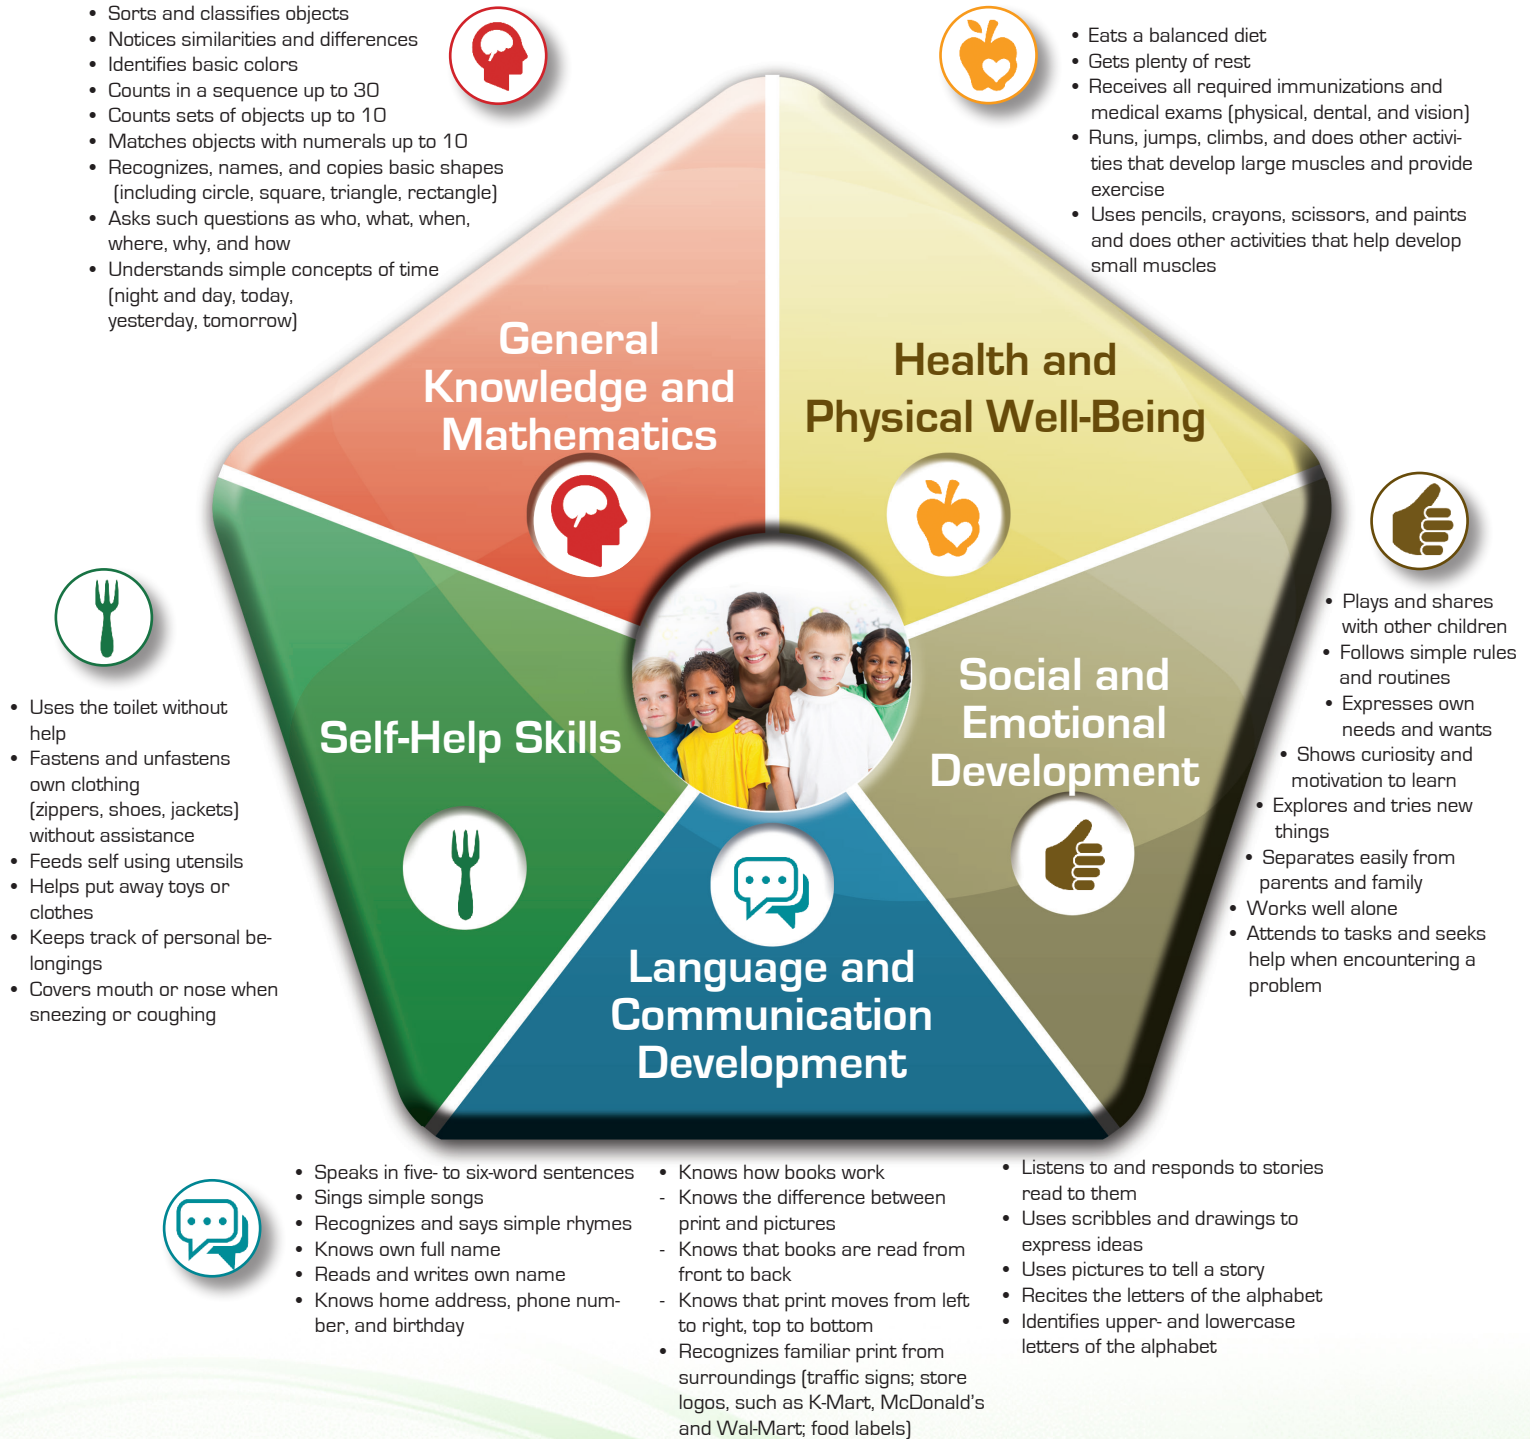 • Sorts and classifies objects
• Notices similarities and differences
• Identifies basic colors
• Counts in a sequence up to 30
• Counts sets of objects up to 10
• Matches objects with numerals up to 10
• Recognizes, names, and copies basic shapes
(including circle, square, triangle, rectangle)
• Asks such questions as who, what, when,
where, why, and how
• Understands simple concepts of time
(night and day, today,
yesterday, tomorrow)
• Eats a balanced diet
• Gets plenty of rest
• Receives all required immunizations and
medical exams (physical, dental, and vision)
• Runs, jumps, climbs, and does other activi-
ties that develop large muscles and provide
exercise
• Uses pencils, crayons, scissors, and paints
and does other activities that help develop
small muscles
General
Knowledge and
Mathematics
Health and
Physical Well-Being
Self-Help Skills
Social and
Emotional
Development
Language and
Communication
Development
• Uses the toilet without
help
• Fastens and unfastens
own clothing
(zippers, shoes, jackets)
without assistance
• Feeds self using utensils
• Helps put away toys or
clothes
• Keeps track of personal be-
longings
• Covers mouth or nose when
sneezing or coughing
• Plays and shares
with other children
• Follows simple rules
and routines
• Expresses own
needs and wants
• Shows curiosity and
motivation to learn
• Explores and tries new
things
• Separates easily from
parents and family
• Works well alone
• Attends to tasks and seeks
help when encountering a
problem
• Speaks in five- to six-word sentences
• Sings simple songs
• Recognizes and says simple rhymes
• Knows own full name
• Reads and writes own name
• Knows home address, phone num-
ber, and birthday
• Knows how books work
- Knows the difference between
print and pictures
- Knows that books are read from
front to back
- Knows that print moves from left
to right, top to bottom
• Recognizes familiar print from
surroundings (traffic signs; store
logos, such as K-Mart, McDonald's
and Wal-Mart; food labels)
• Listens to and responds to stories
read to them
• Uses scribbles and drawings to
express ideas
• Uses pictures to tell a story
• Recites the letters of the alphabet
• Identifies upper- and lowercase
letters of the alphabet